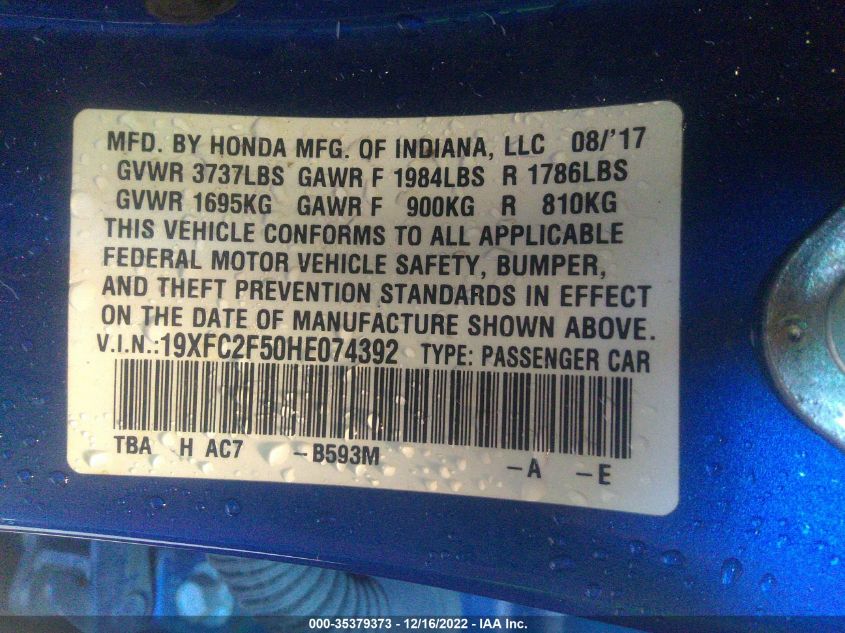 MFD. BY HONDA MFG. OF INDIANA, LLC 08/'17
GVWR 3737LBS GAWR F 1984LBS R 1786LBS
GVWR 1695KG GAWR F 900KG R 810KG
THIS VEHICLE CONFORMS TO ALL APPLICABLE
FEDERAL MOTOR VEHICLE SAFETY, BUMPER,
AND THEFT PREVENTION STANDARDS IN EFFECT
ON THE DATE OF MANUFACTURE SHOWN ABOVE.
V.I.N.:19XFC2F50HE074392 TYPE: PASSENGER CAR
TBA H AC7 -B593M -A -E
000-35379373 - 12/16/2022 - IAA Inc.